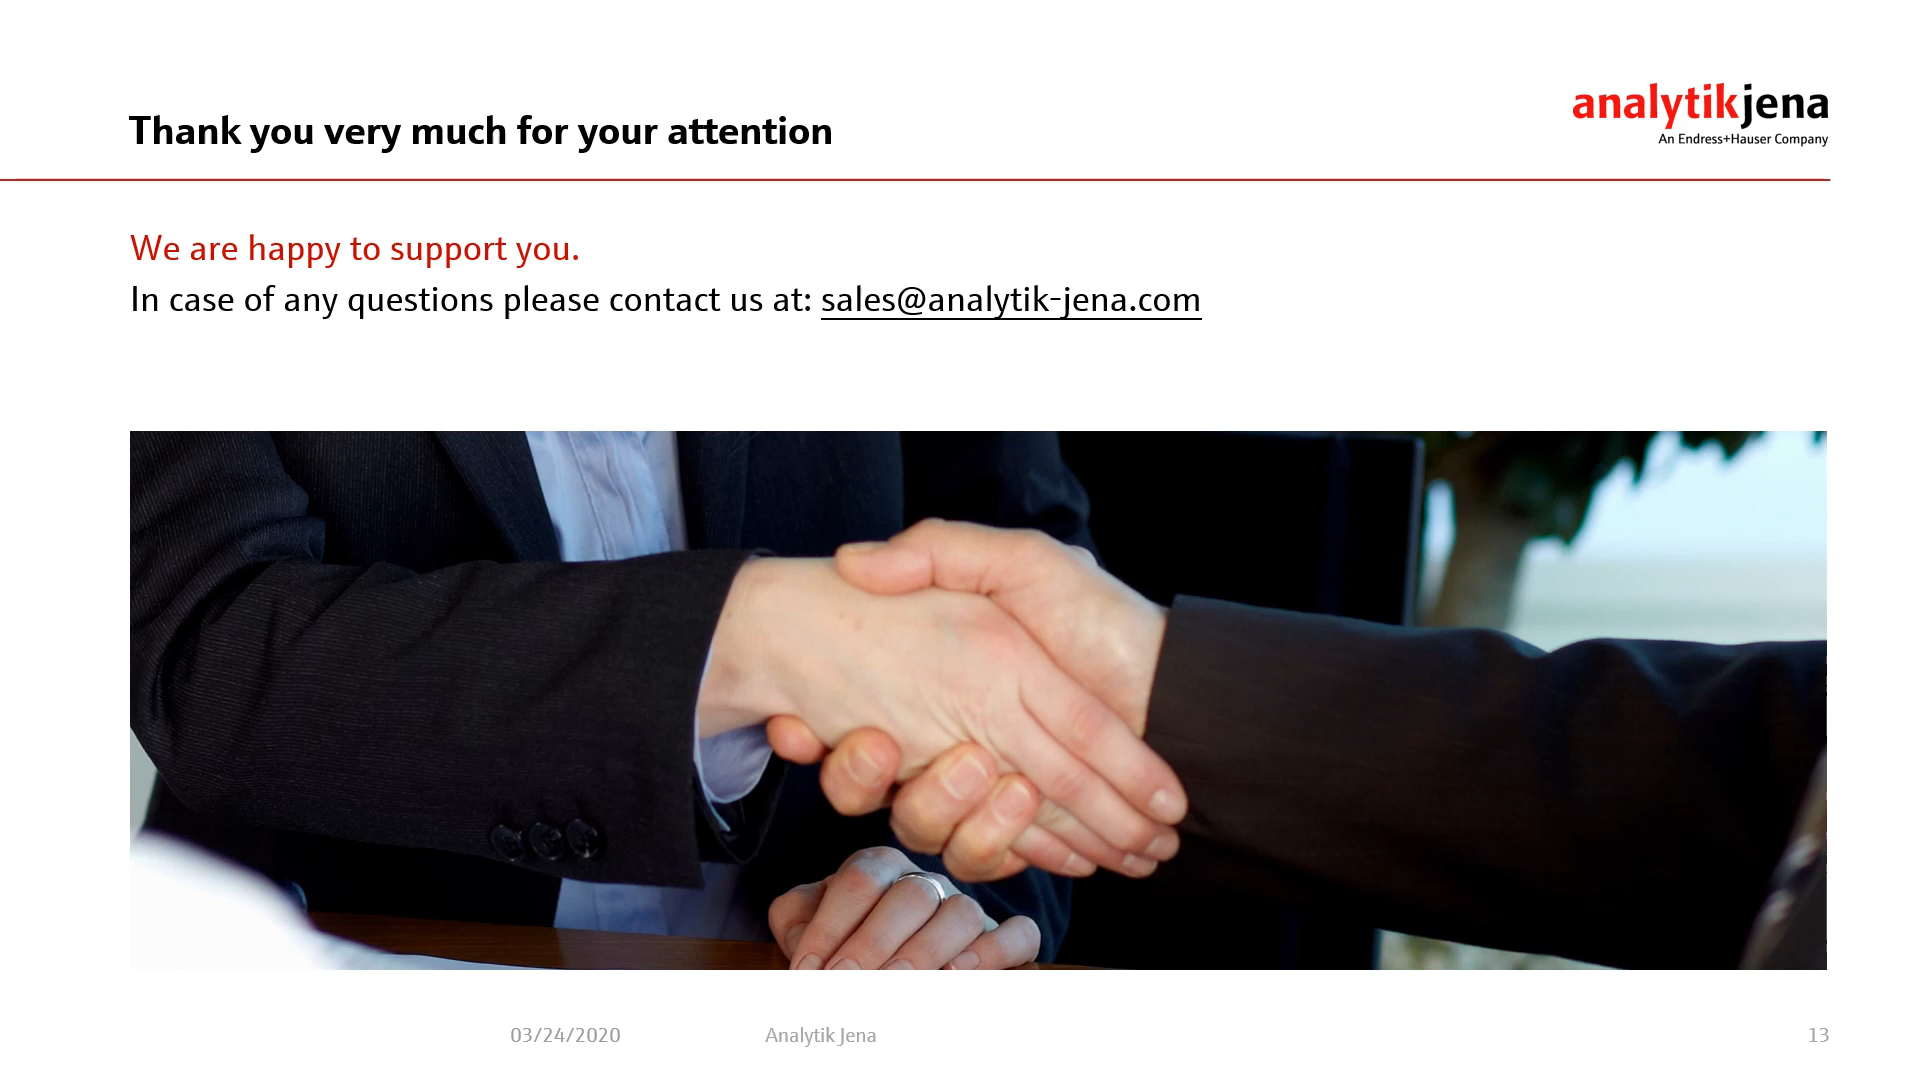 Thank you very much for your attention
analytikjena
An Endress+Hauser Company
We are happy to support you.
In case of any questions please contact us at: sales@analytik-jena.com
03/24/2020 Analytik Jena 13